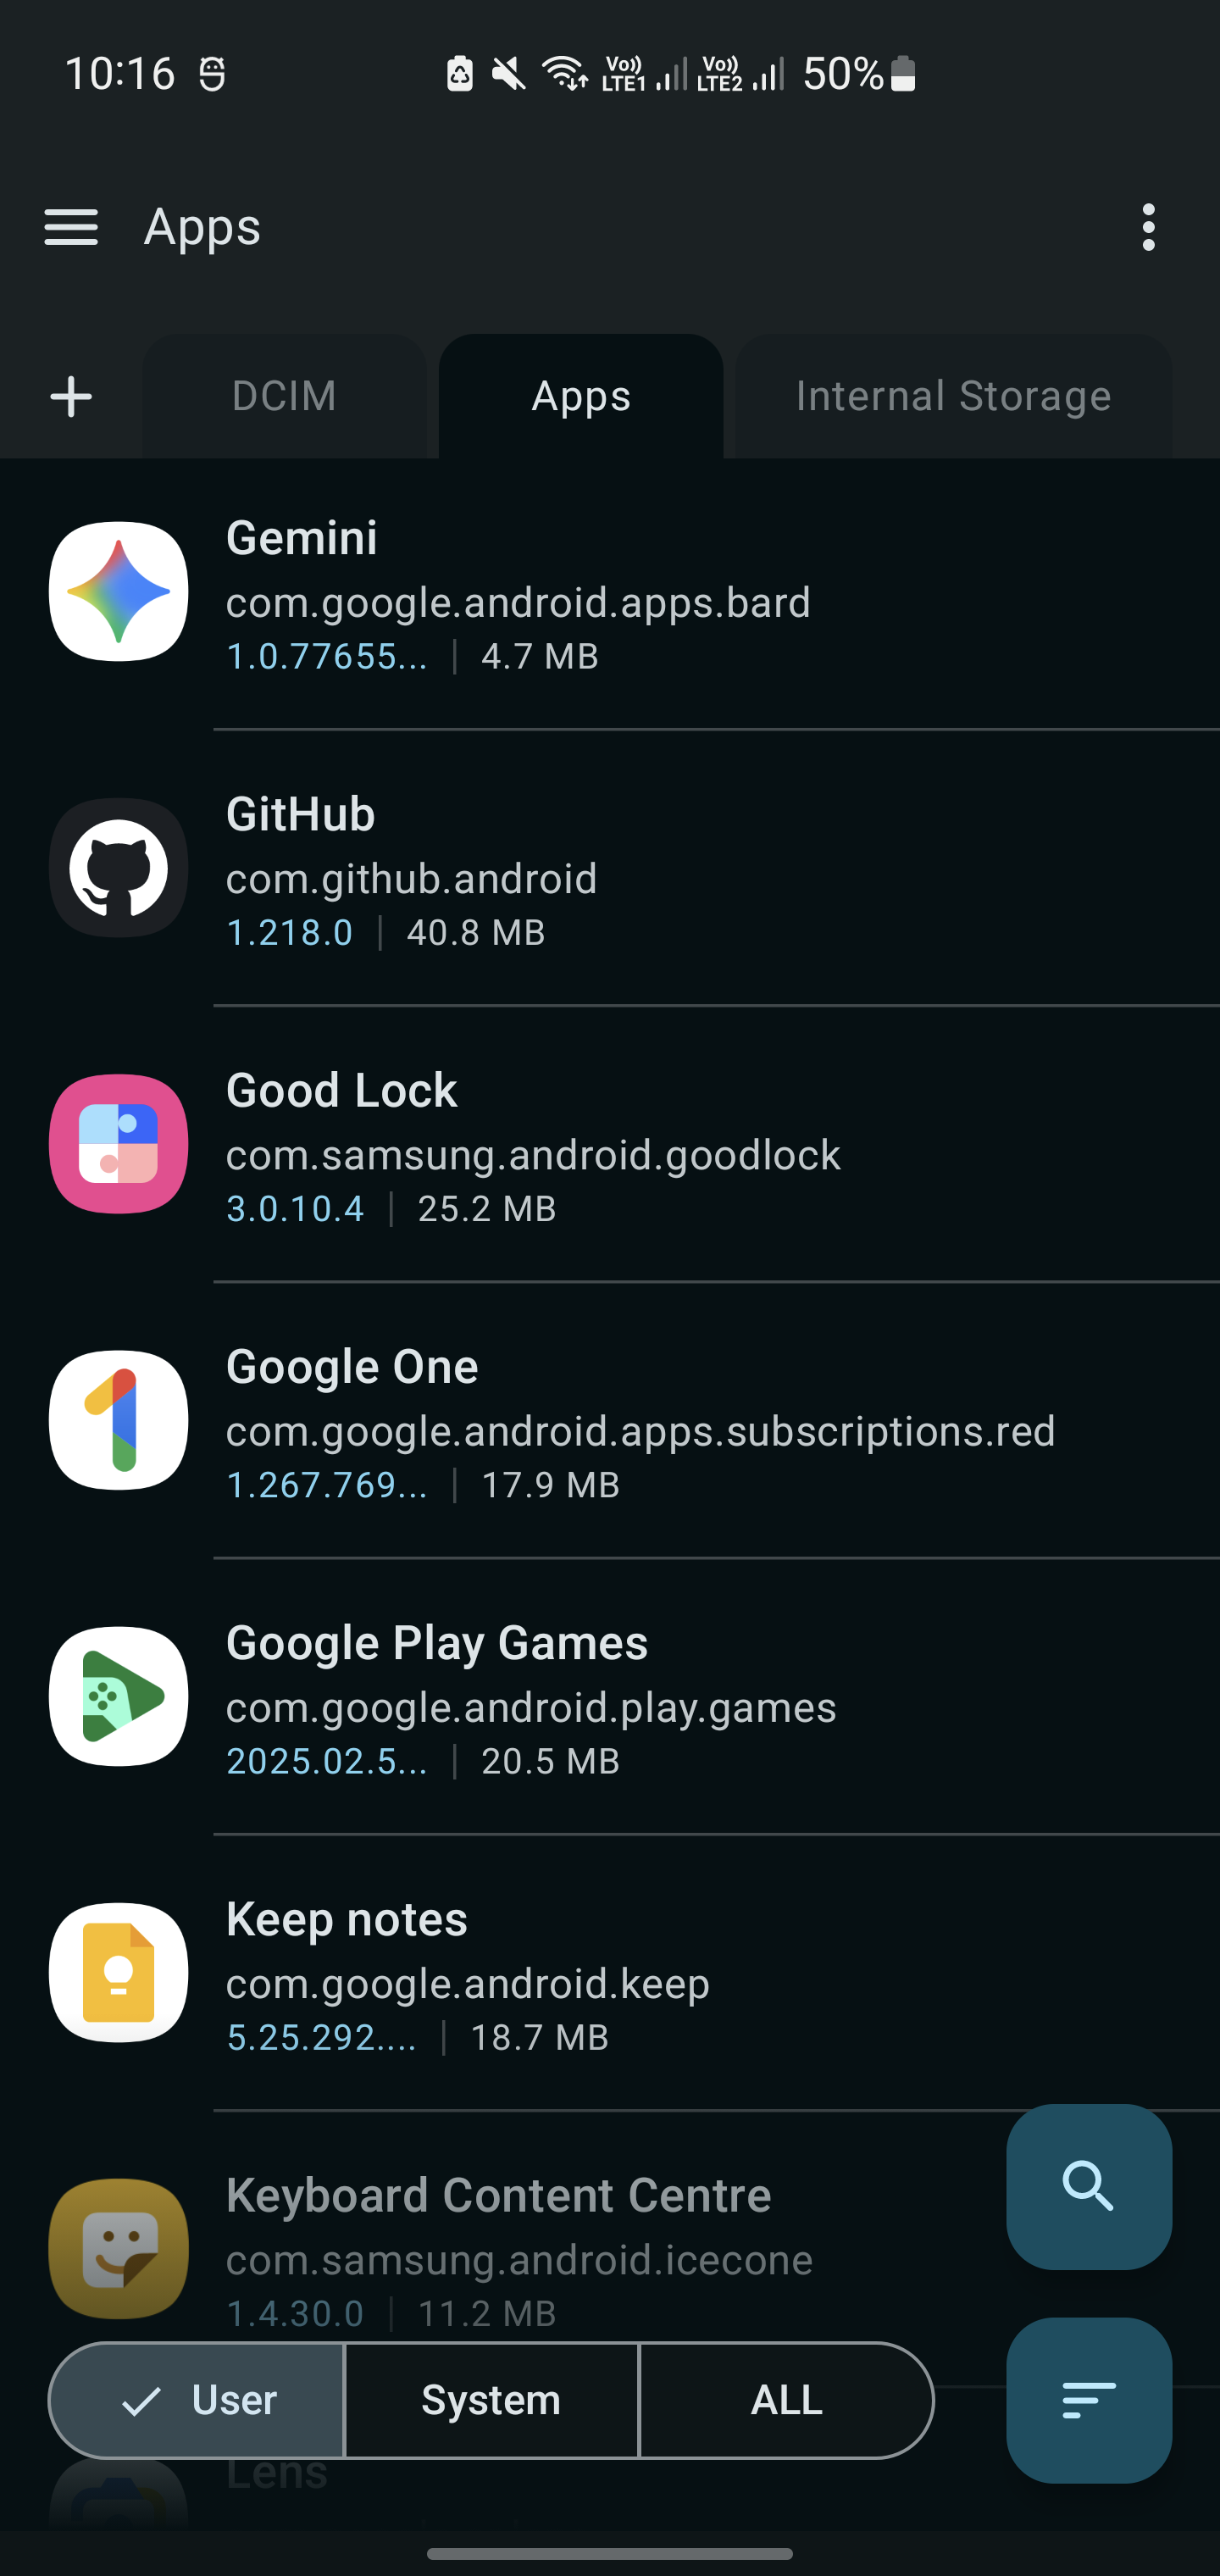 10:16
Vo)) LTE1
Vo)) LTE2
50%
Apps
DCIM
Apps
Internal Storage
Gemini
com.google.android.apps.bard
1.0.77655... | 4.7 MB
GitHub
com.github.android
1.218.0 | 40.8 MB
Good Lock
com.samsung.android.goodlock
3.0.10.4 | 25.2 MB
Google One
com.google.android.apps.subscriptions.red
1.267.769... | 17.9 MB
Google Play Games
com.google.android.play.games
2025.02.5... | 20.5 MB
Keep notes
com.google.android.keep
5.25.292.... | 18.7 MB
Keyboard Content Centre
com.samsung.android.icecone
1.4.30.0 | 11.2 MB
User
System
ALL
Lens